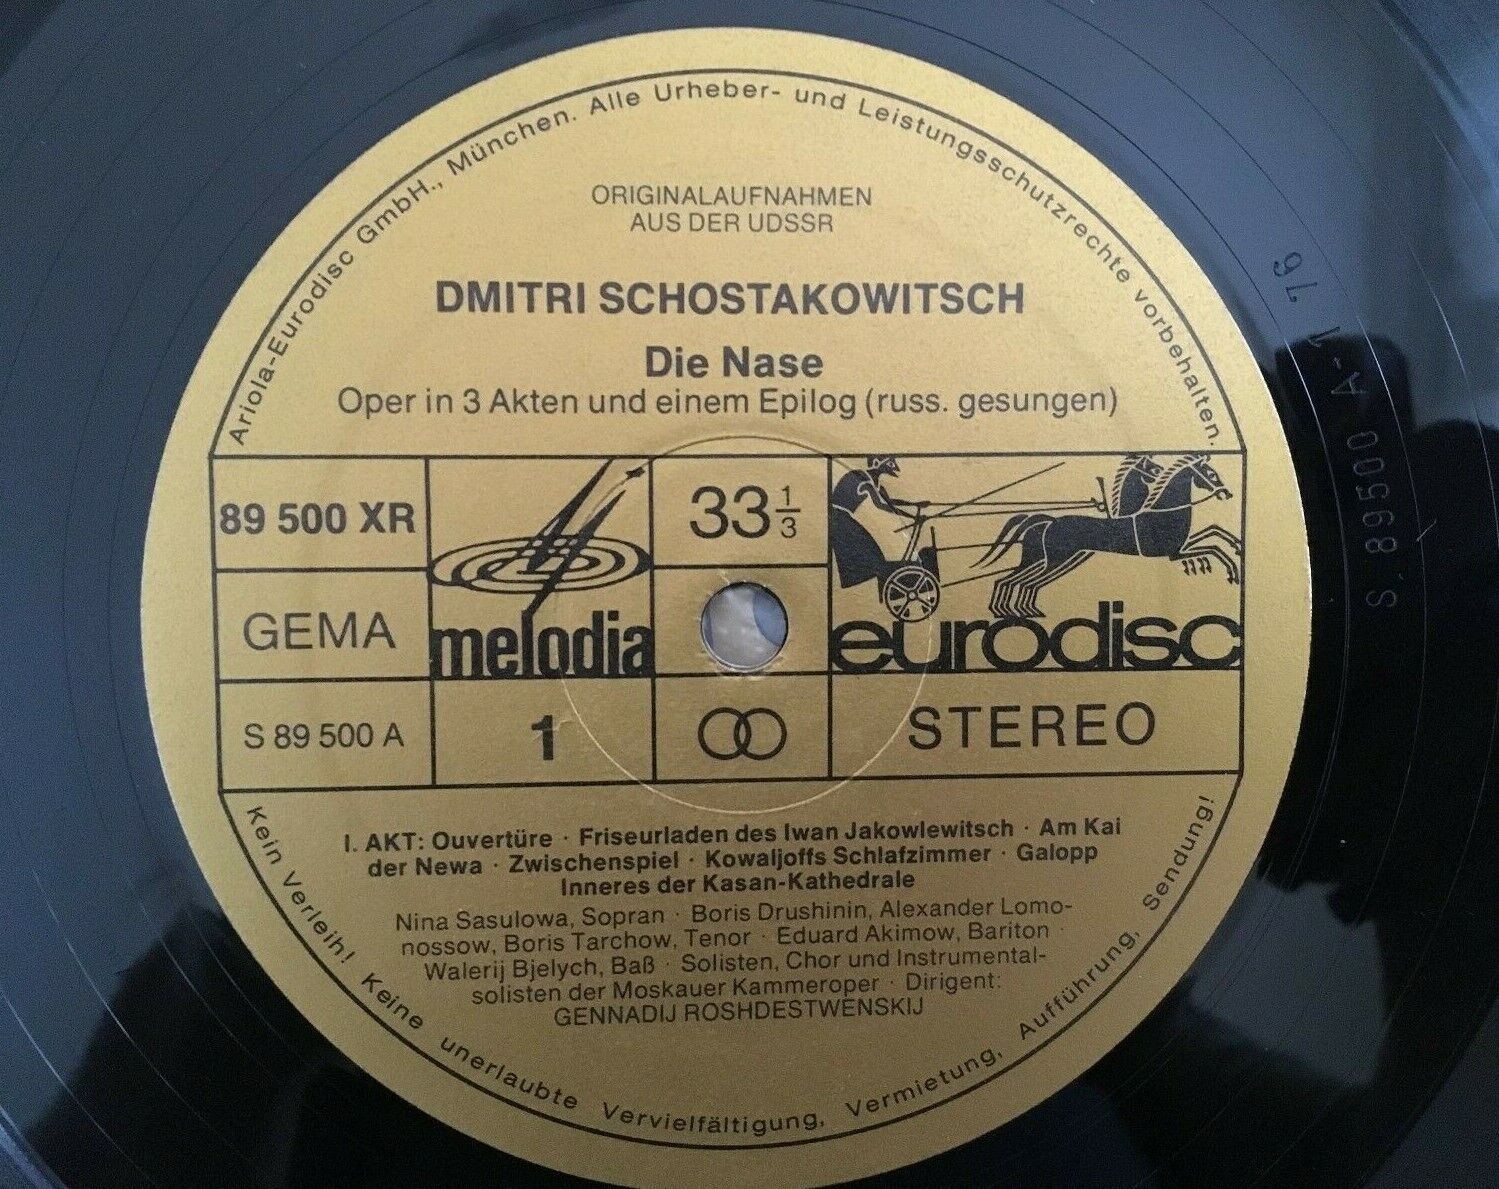 Ariola-Eurodisc GmbH., München. Alle Urheber- und Leistungsschutzrechte vorbehalten.
ORIGINALAUFNAHMEN
AUS DER UDSSR
DMITRI SCHOSTAKOWITSCH
Die Nase
Oper in 3 Akten und einem Epilog (russ. gesungen)
89 500 XR
melodia
33 1/3
eurodisc
GEMA
S 89 500 A
1
STEREO
I. AKT: Ouvertüre · Friseurladen des Iwan Jakowlewitsch · Am Kai
der Newa · Zwischenspiel · Kowaljoffs Schlafzimmer · Galopp
Inneres der Kasan-Kathedrale
Nina Sasulowa, Sopran · Boris Drushinin, Alexander Lomo-
nossow, Boris Tarchow, Tenor · Eduard Akimow, Bariton ·
Walerij Bjelych, Baß · Solisten, Chor und Instrumental-
solisten der Moskauer Kammeroper · Dirigent:
GENNADIJ ROSHDESTWENSKIJ
Kein Verleih! Keine unerlaubte Vervielfältigung, Vermietung, Aufführung, Sendung!
S 89500 A-1 76